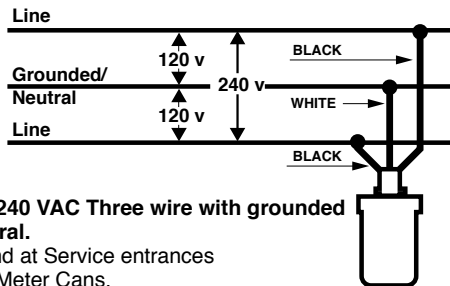 Line
120 v
BLACK
Grounded/
240 v
Neutral
WHITE
120 v
Line
BLACK
240 VAC Three wire with grounded
at Service entrances
Meter Cans.